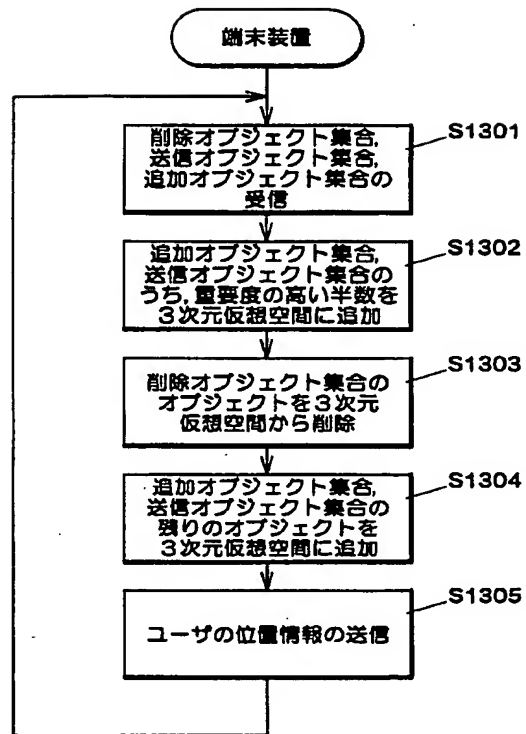 端末装置
削除オブジェクト集合,
送信オブジェクト集合,
追加オブジェクト集合の
受信
S1301
追加オブジェクト集合,
送信オブジェクト集合の
うち,重要度の高い半数を
3次元仮想空間に追加
S1302
削除オブジェクト集合の
オブジェクトを3次元
仮想空間から削除
S1303
追加オブジェクト集合,
送信オブジェクト集合の
残りのオブジェクトを
3次元仮想空間に追加
S1304
ユーザの位置情報の送信
S1305